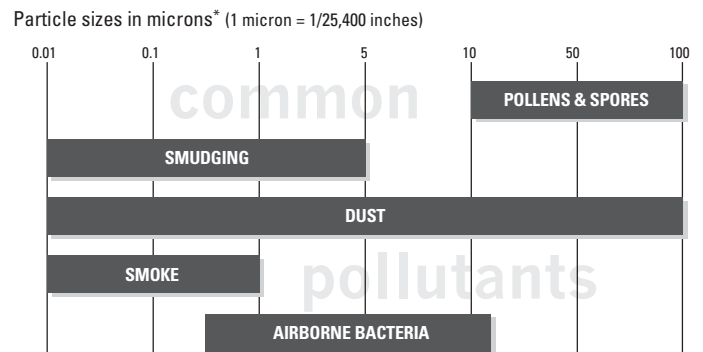 Particle sizes in microns* (1 micron = 1/25,400 inches)
0.01 0.1 1 5 10 50 100
common
POLLENS & SPORES
SMUDGING
DUST
SMOKE
pollutants
AIRBORNE BACTERIA